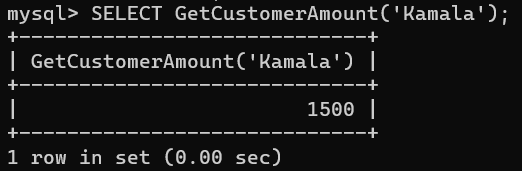 mysql> SELECT GetCustomerAmount('Kamala');
+-----------------------------+
| GetCustomerAmount('Kamala') |
+-----------------------------+
|                        1500 |
+-----------------------------+
1 row in set (0.00 sec)